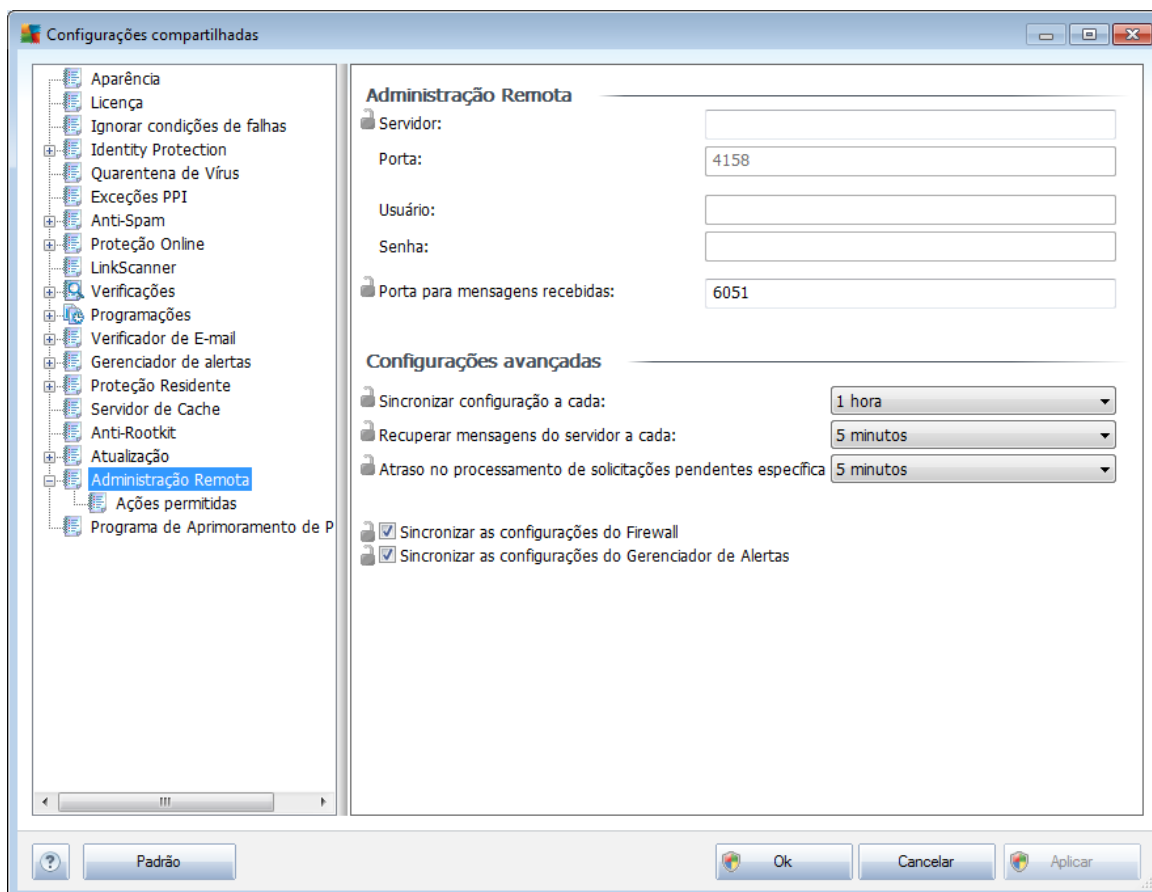 Configurações compartilhadas
Aparência
Licença
Ignorar condições de falhas
Identity Protection
Quarentena de Vírus
Exceções PPI
Anti-Spam
Proteção Online
LinkScanner
Verificações
Programações
Verificador de E-mail
Gerenciador de alertas
Proteção Residente
Servidor de Cache
Anti-Rootkit
Atualização
Administração Remota
Ações permitidas
Programa de Aprimoramento de P
Administração Remota
Servidor:
Porta: 4158
Usuário:
Senha:
Porta para mensagens recebidas: 6051
Configurações avançadas
Sincronizar configuração a cada: 1 hora
Recuperar mensagens do servidor a cada: 5 minutos
Atraso no processamento de solicitações pendentes específica 5 minutos
Sincronizar as configurações do Firewall
Sincronizar as configurações do Gerenciador de Alertas
? Padrão Ok Cancelar Aplicar